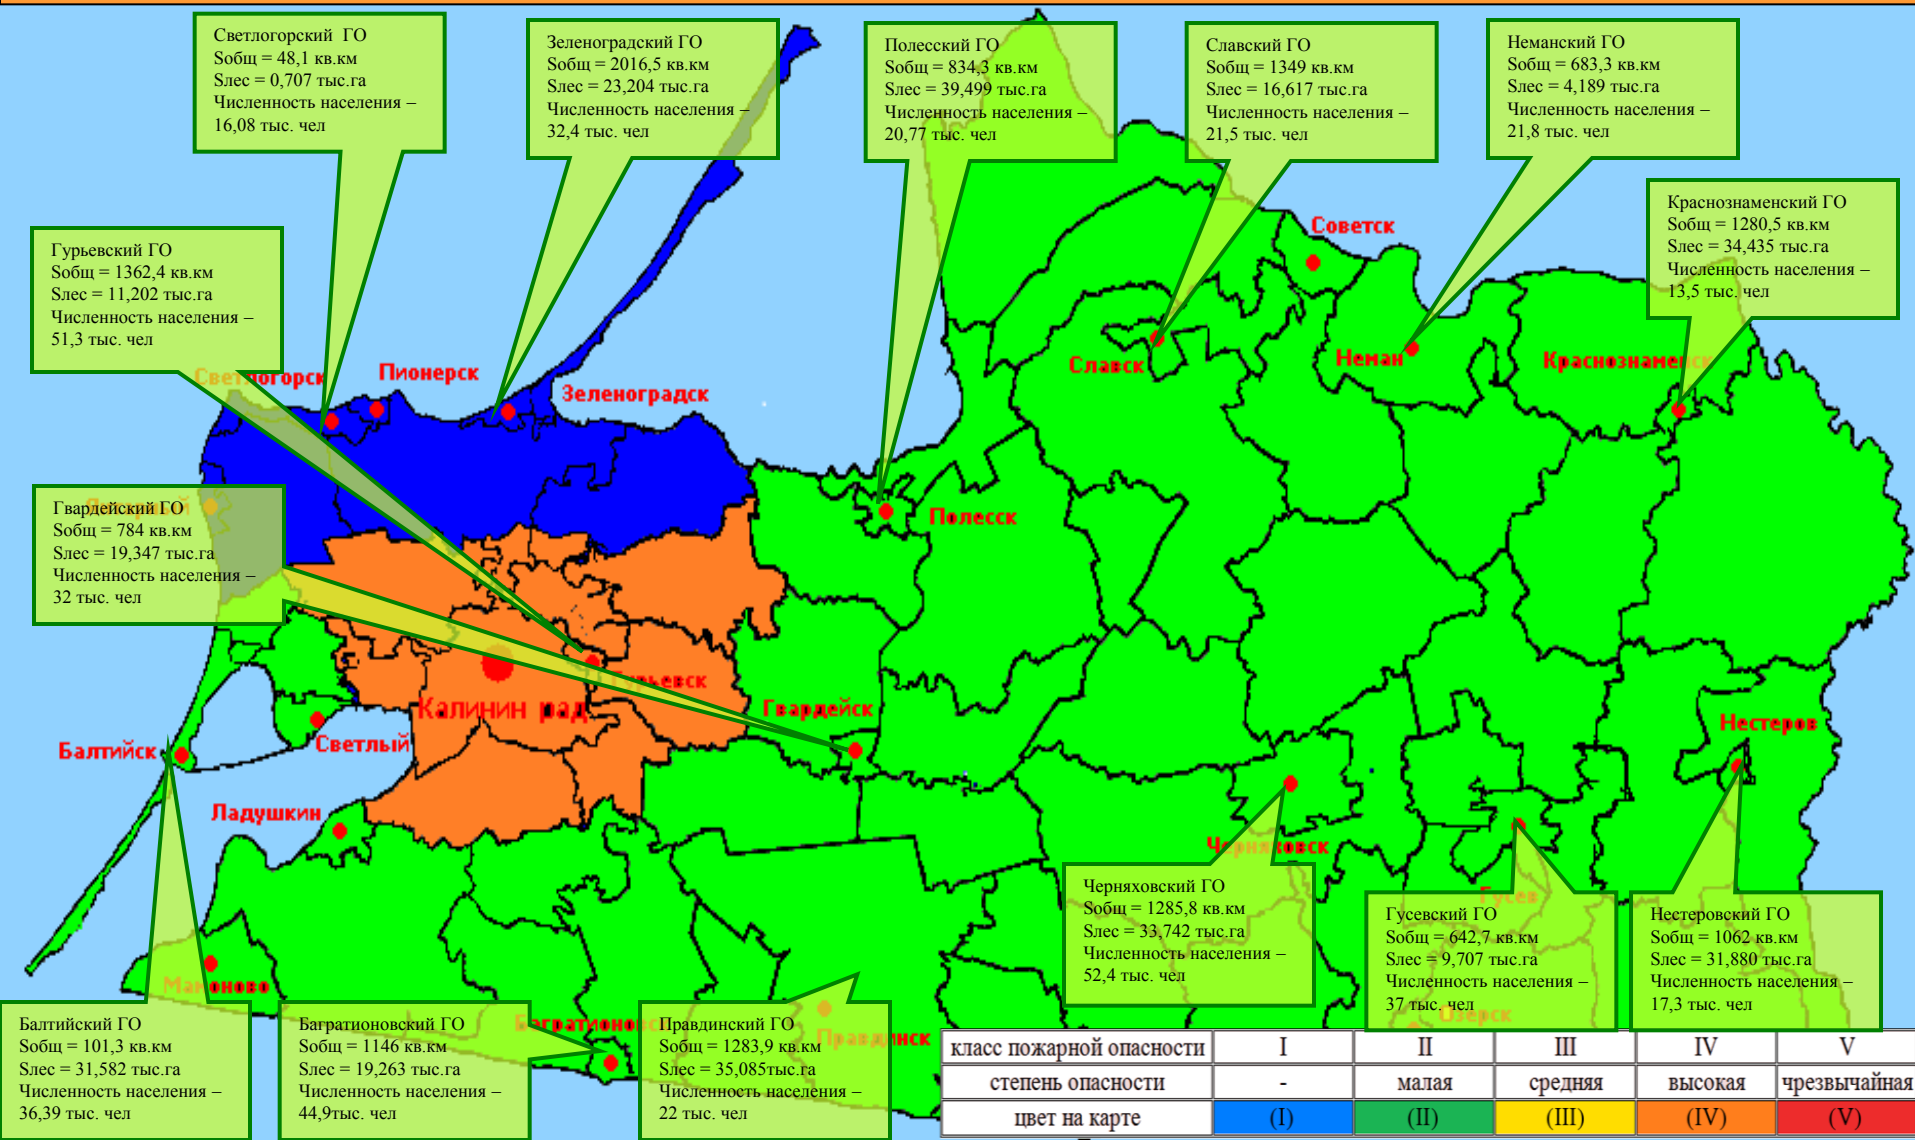 Светлогорский ГО
Sобщ = 48,1 кв.км
Sлес = 0,707 тыс.га
Численность населения –
16,08 тыс. чел
Зеленоградский ГО
Sобщ = 2016,5 кв.км
Sлес = 23,204 тыс.га
Численность населения –
32,4 тыс. чел
Полесский ГО
Sобщ = 834,3 кв.км
Sлес = 39,499 тыс.га
Численность населения –
20,77 тыс. чел
Славский ГО
Sобщ = 1349 кв.км
Sлес = 16,617 тыс.га
Численность населения –
21,5 тыс. чел
Неманский ГО
Sобщ = 683,3 кв.км
Sлес = 4,189 тыс.га
Численность населения –
21,8 тыс. чел
Краснознаменский ГО
Sобщ = 1280,5 кв.км
Sлес = 34,435 тыс.га
Численность населения –
13,5 тыс. чел
Гурьевский ГО
Sобщ = 1362,4 кв.км
Sлес = 11,202 тыс.га
Численность населения –
51,3 тыс. чел
Советск
Славск
Неман
Краснознаменск
Светлогорск
Пионерск
Зеленоградск
Гвардейский ГО
Sобщ = 784 кв.км
Sлес = 19,347 тыс.га
Численность населения –
32 тыс. чел
Полесск
Гурьевск
Калинин рад
Гвардейск
Нестеров
Балтийск
Светлый
Ладушкин
Черняховск
Гусев
Мамоново
Багратионовск
Правдинск
Озерск
Черняховский ГО
Sобщ = 1285,8 кв.км
Sлес = 33,742 тыс.га
Численность населения –
52,4 тыс. чел
Гусевский ГО
Sобщ = 642,7 кв.км
Sлес = 9,707 тыс.га
Численность населения –
37 тыс. чел
Нестеровский ГО
Sобщ = 1062 кв.км
Sлес = 31,880 тыс.га
Численность населения –
17,3 тыс. чел
Балтийский ГО
Sобщ = 101,3 кв.км
Sлес = 31,582 тыс.га
Численность населения –
36,39 тыс. чел
Багратионовский ГО
Sобщ = 1146 кв.км
Sлес = 19,263 тыс.га
Численность населения –
44,9тыс. чел
Правдинский ГО
Sобщ = 1283,9 кв.км
Sлес = 35,085тыс.га
Численность населения –
22 тыс. чел
класс пожарной опасности I II III IV V
степень опасности - малая средняя высокая чрезвычайная
цвет на карте (I) (II) (III) (IV) (V)